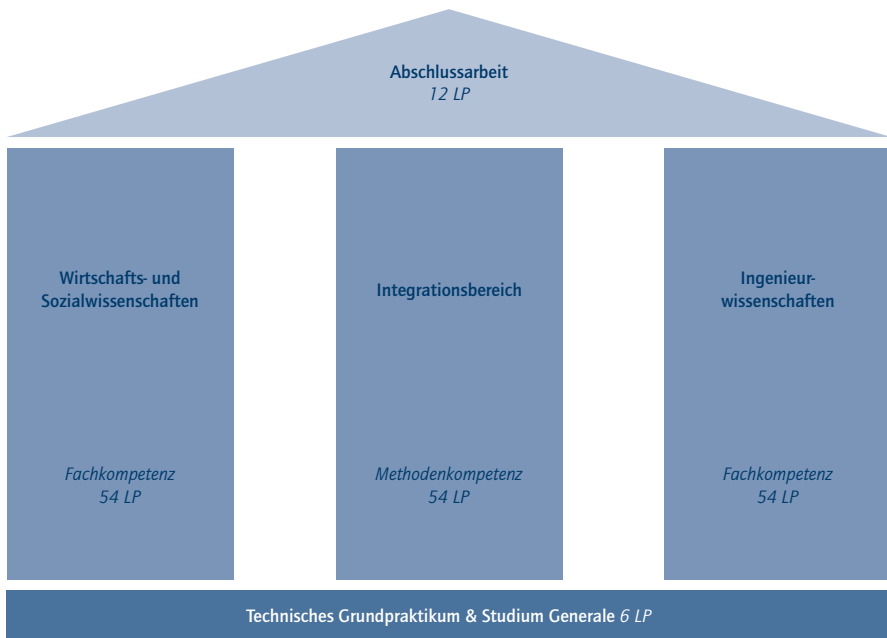 Abschlussarbeit
12 LP
Wirtschafts- und
Sozialwissenschaften
Fachkompetenz
54 LP
Integrationsbereich
Methodenkompetenz
54 LP
Ingenieur-
wissenschaften
Fachkompetenz
54 LP
Technisches Grundpraktikum & Studium Generale 6 LP